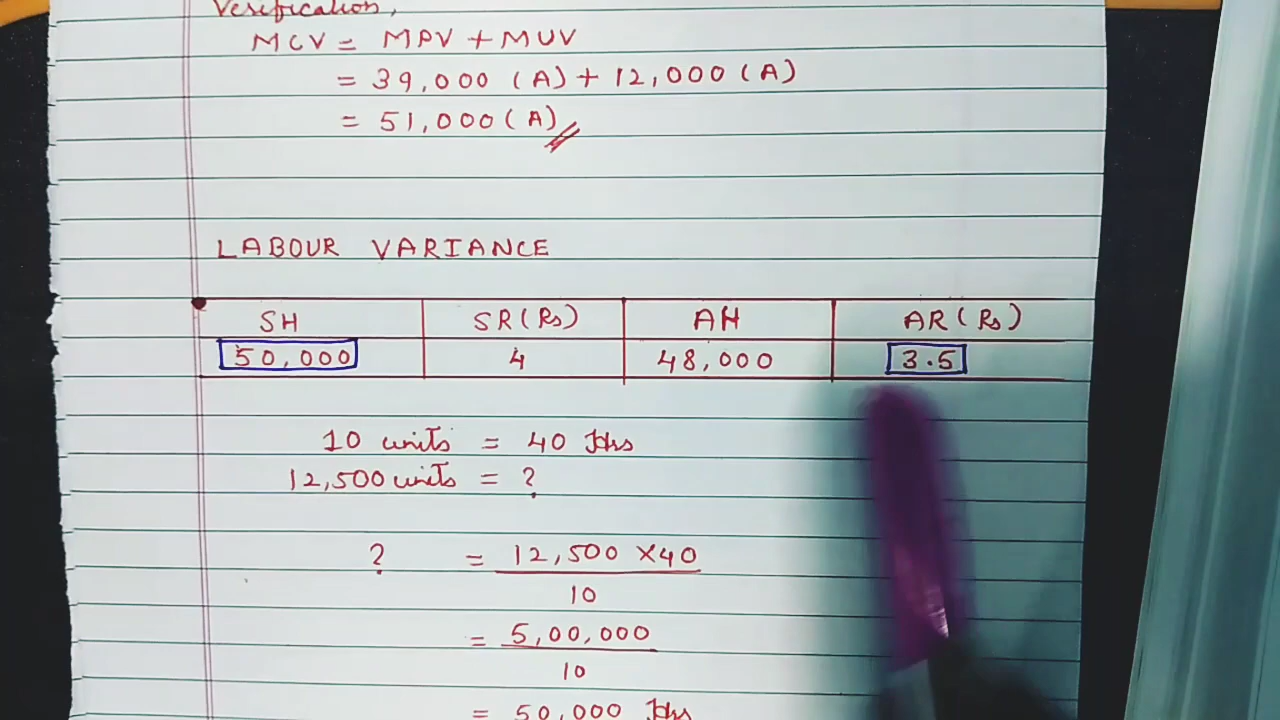 Verification,
MCV = MPV + MUV
= 39,000 (A) + 12,000 (A)
= 51,000 (A)
LABOUR VARIANCE
SH SR (Rs) AH AR (Rs)
50,000 4 48,000 3.5
10 units = 40 hrs
12,500 units = ?
? = 12,500 X 40
10
= 5,00,000
10
= 50,000 hrs